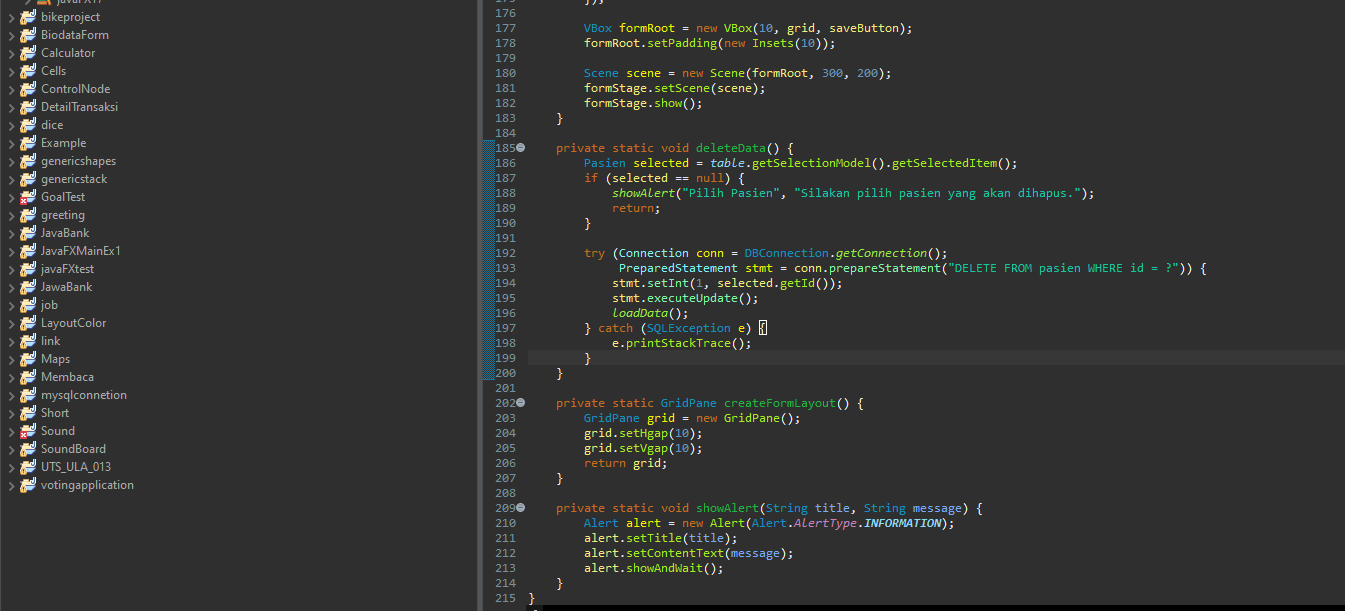 bikeproject
BiodataForm
Calculator
Cells
ControlNode
DetailTransaksi
dice
Example
genericshapes
genericstack
GoalTest
greeting
JavaBank
JavaFXMainEx1
javaFXtest
JawaBank
job
LayoutColor
link
Maps
Membaca
mysqlconnetion
Short
Sound
SoundBoard
UTS_ULA_013
votingapplication
176
177 VBox formRoot = new VBox(10, grid, saveButton);
178 formRoot.setPadding(new Insets(10));
179
180 Scene scene = new Scene(formRoot, 300, 200);
181 formStage.setScene(scene);
182 formStage.show();
183 }
184
185 private static void deleteData() {
186 Pasien selected = table.getSelectionModel().getSelectedItem();
187 if (selected == null) {
188 showAlert("Pilih Pasien", "Silakan pilih pasien yang akan dihapus.");
189 return;
190 }
191
192 try (Connection conn = DBConnection.getConnection();
193 PreparedStatement stmt = conn.prepareStatement("DELETE FROM pasien WHERE id = ?")) {
194 stmt.setInt(1, selected.getId());
195 stmt.executeUpdate();
196 loadData();
197 } catch (SQLException e) {
198 e.printStackTrace();
199 }
200 }
201
202 private static GridPane createFormLayout() {
203 GridPane grid = new GridPane();
204 grid.setHgap(10);
205 grid.setVgap(10);
206 return grid;
207 }
208
209 private static void showAlert(String title, String message) {
210 Alert alert = new Alert(Alert.AlertType.INFORMATION);
211 alert.setTitle(title);
212 alert.setContentText(message);
213 alert.showAndWait();
214 }
215 }